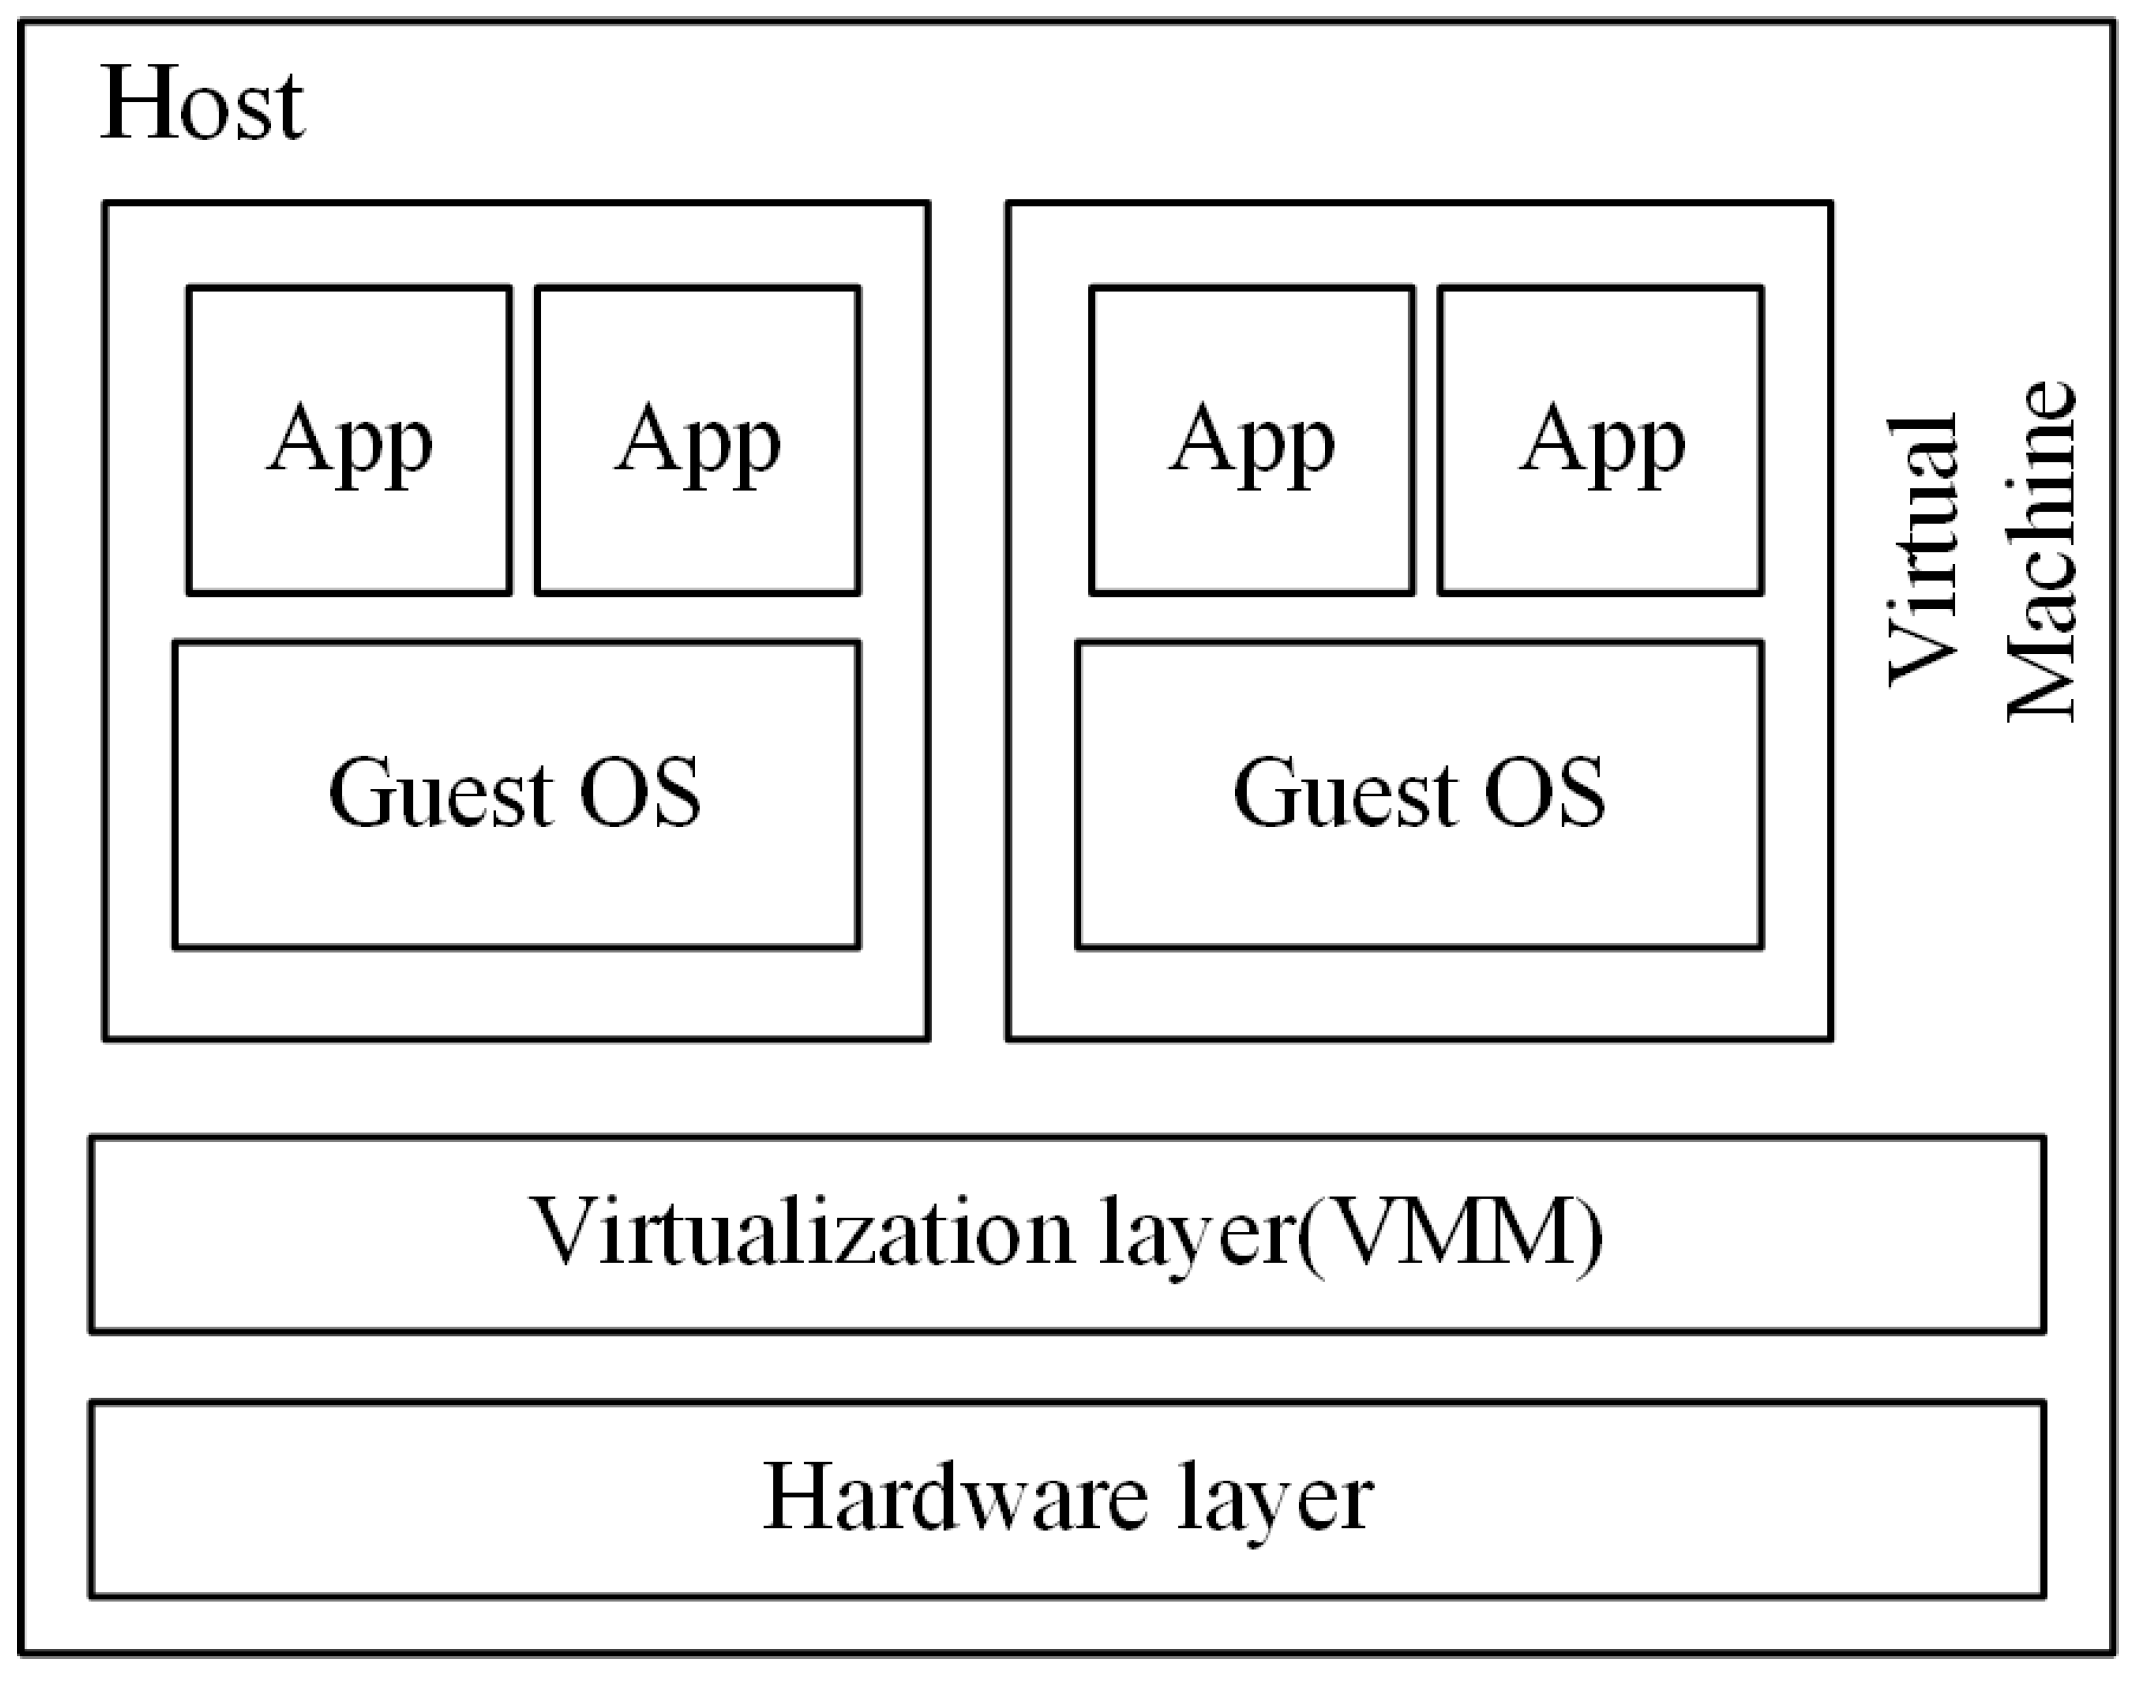 Host
App
App
App
App
Virtual
Machine
Guest OS
Guest OS
Virtualization layer(VMM)
Hardware layer